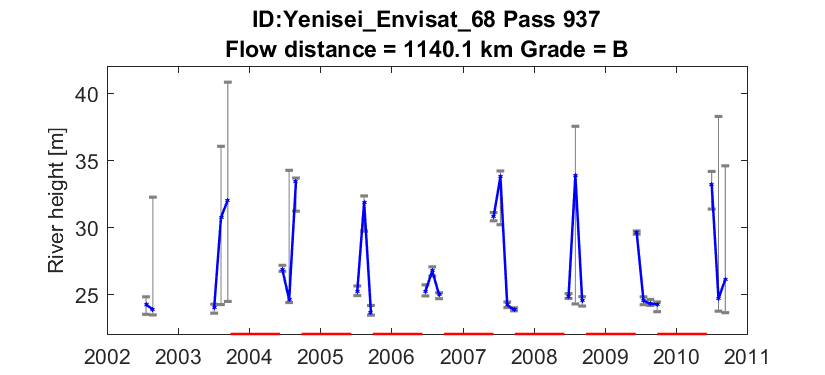 ID:Yenisei_Envisat_68 Pass 937
Flow distance = 1140.1 km Grade = B
River height [m]
40
35
30
25
2002 2003 2004 2005 2006 2007 2008 2009 2010 2011